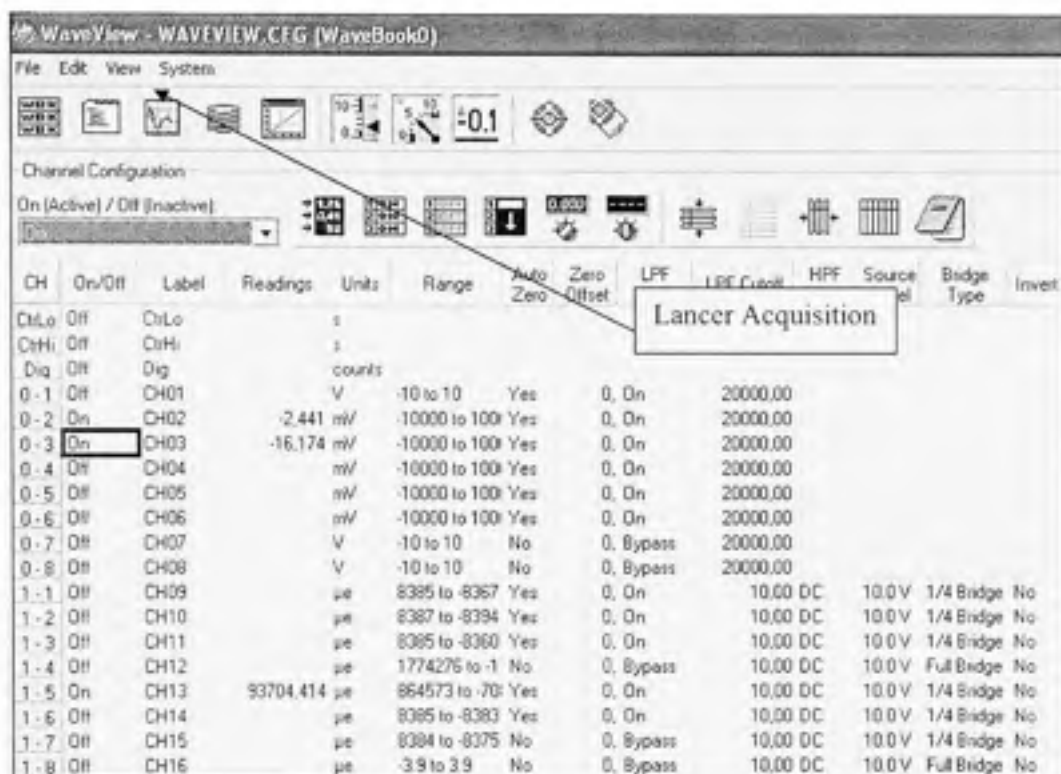 WaveView - WAVEVIEW.CFG (WaveBook0)
File Edit View System
Channel Configuration
On (Active) / Off (Inactive):
CH On/Off Label Readings Units Range Auto Zero Zero Offset LPF LPF Cutoff HPF Source Bridge Type Invert
Lancer Acquisition
CtrLo Off CtrLo s
CtrHi Off CtrHi s
Dig Off Dig counts
0 - 1 Off CH01 V -10 to 10 Yes 0, On 20000,00
0 - 2 On CH02 -2,441 mV -10000 to 100 Yes 0, On 20000,00
0 - 3 On CH03 -16,174 mV -10000 to 100 Yes 0, On 20000,00
0 - 4 Off CH04 mV -10000 to 100 Yes 0, On 20000,00
0 - 5 Off CH05 mV -10000 to 100 Yes 0, On 20000,00
0 - 6 Off CH06 mV -10000 to 100 Yes 0, On 20000,00
0 - 7 Off CH07 V -10 to 10 No 0, Bypass 20000,00
0 - 8 Off CH08 V -10 to 10 No 0, Bypass 20000,00
1 - 1 Off CH09 µe 8385 to -8367 Yes 0, On 10,00 DC 10.0 V 1/4 Bridge No
1 - 2 Off CH10 µe 8387 to -8394 Yes 0, On 10,00 DC 10.0 V 1/4 Bridge No
1 - 3 Off CH11 µe 8385 to -8360 Yes 0, On 10,00 DC 10.0 V 1/4 Bridge No
1 - 4 Off CH12 µe 1774276 to -1 No 0, Bypass 10,00 DC 10.0 V Full Bridge No
1 - 5 On CH13 93704,414 µe 864573 to -70 Yes 0, On 10,00 DC 10.0 V 1/4 Bridge No
1 - 6 Off CH14 µe 8385 to -8383 Yes 0, On 10,00 DC 10.0 V 1/4 Bridge No
1 - 7 Off CH15 µe 8384 to -8375 No 0, Bypass 10,00 DC 10.0 V 1/4 Bridge No
1 - 8 Off CH16 µe -3.9 to 3.9 No 0, Bypass 10,00 DC 10.0 V Full Bridge No